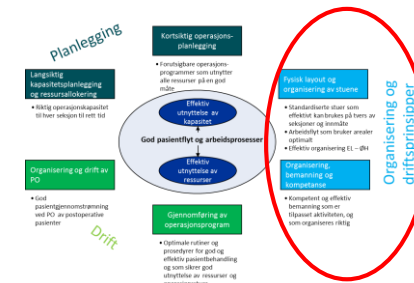 Planlegging
Kortsiktig operasjons-
planlegging
• Forutsigbare operasjons-
programmer som utnytter
alle ressurser på en god
måte
Langsiktig
kapasitetsplanlegging
og ressursallokering
• Riktig operasjonskapasitet
til hver seksjon til rett tid
Fysisk layout og
organisering av stuene
• Standardiserte stuer som
effektivt kan brukes på tvers av
seksjoner og innmåte
• Arbeidsflyt som bruker arealer
optimalt
• Effektiv organisering EL – ØH
Effektiv
utnyttelse av
kapasitet
God pasientflyt og arbeidsprosesser
Effektiv
utnyttelse av
ressurser
Organisering og
driftsprinsipper
Organisering og drift av
PO
• God
pasientgjennomstrømning
ved PO av postoperative
pasienter
Organisering,
bemanning og
kompetanse
• Kompetent og effektiv
bemanning som er
tilpasset aktiviteten, og
som organiseres riktig
Drift
Gjennomføring av
operasjonsprogram
• Optimale rutiner og
prosedyrer for god og
effektiv pasientbehandling
og som sikrer god
utnyttelse av ressurser og